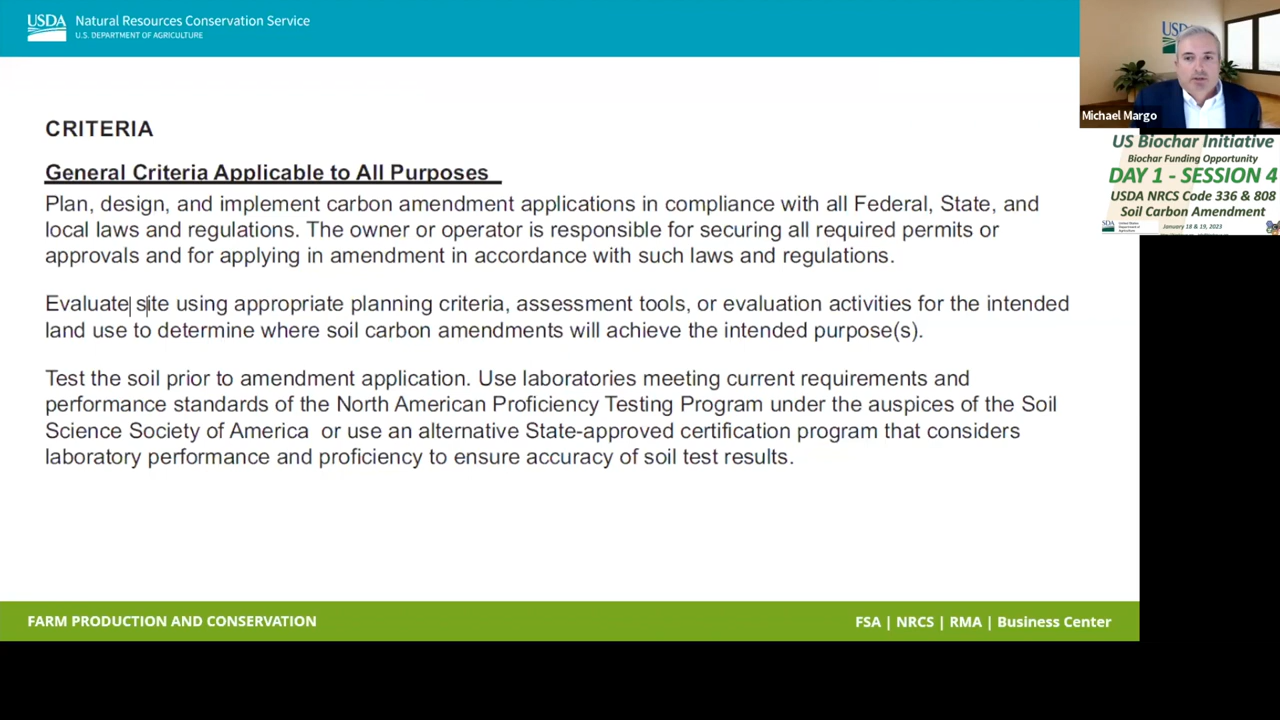 USDA
Natural Resources Conservation Service
U.S. DEPARTMENT OF AGRICULTURE
CRITERIA
General Criteria Applicable to All Purposes
Plan, design, and implement carbon amendment applications in compliance with all Federal, State, and
local laws and regulations. The owner or operator is responsible for securing all required permits or
approvals and for applying in amendment in accordance with such laws and regulations.
Evaluate site using appropriate planning criteria, assessment tools, or evaluation activities for the intended
land use to determine where soil carbon amendments will achieve the intended purpose(s).
Test the soil prior to amendment application. Use laboratories meeting current requirements and
performance standards of the North American Proficiency Testing Program under the auspices of the Soil
Science Society of America or use an alternative State-approved certification program that considers
laboratory performance and proficiency to ensure accuracy of soil test results.
FARM PRODUCTION AND CONSERVATION
FSA | NRCS | RMA | Business Center
Michael Margo
US Biochar Initiative
Biochar Funding Opportunity
DAY 1 - SESSION 4
USDA NRCS Code 336 & 808
Soil Carbon Amendment
January 18 & 19, 2023
USDA